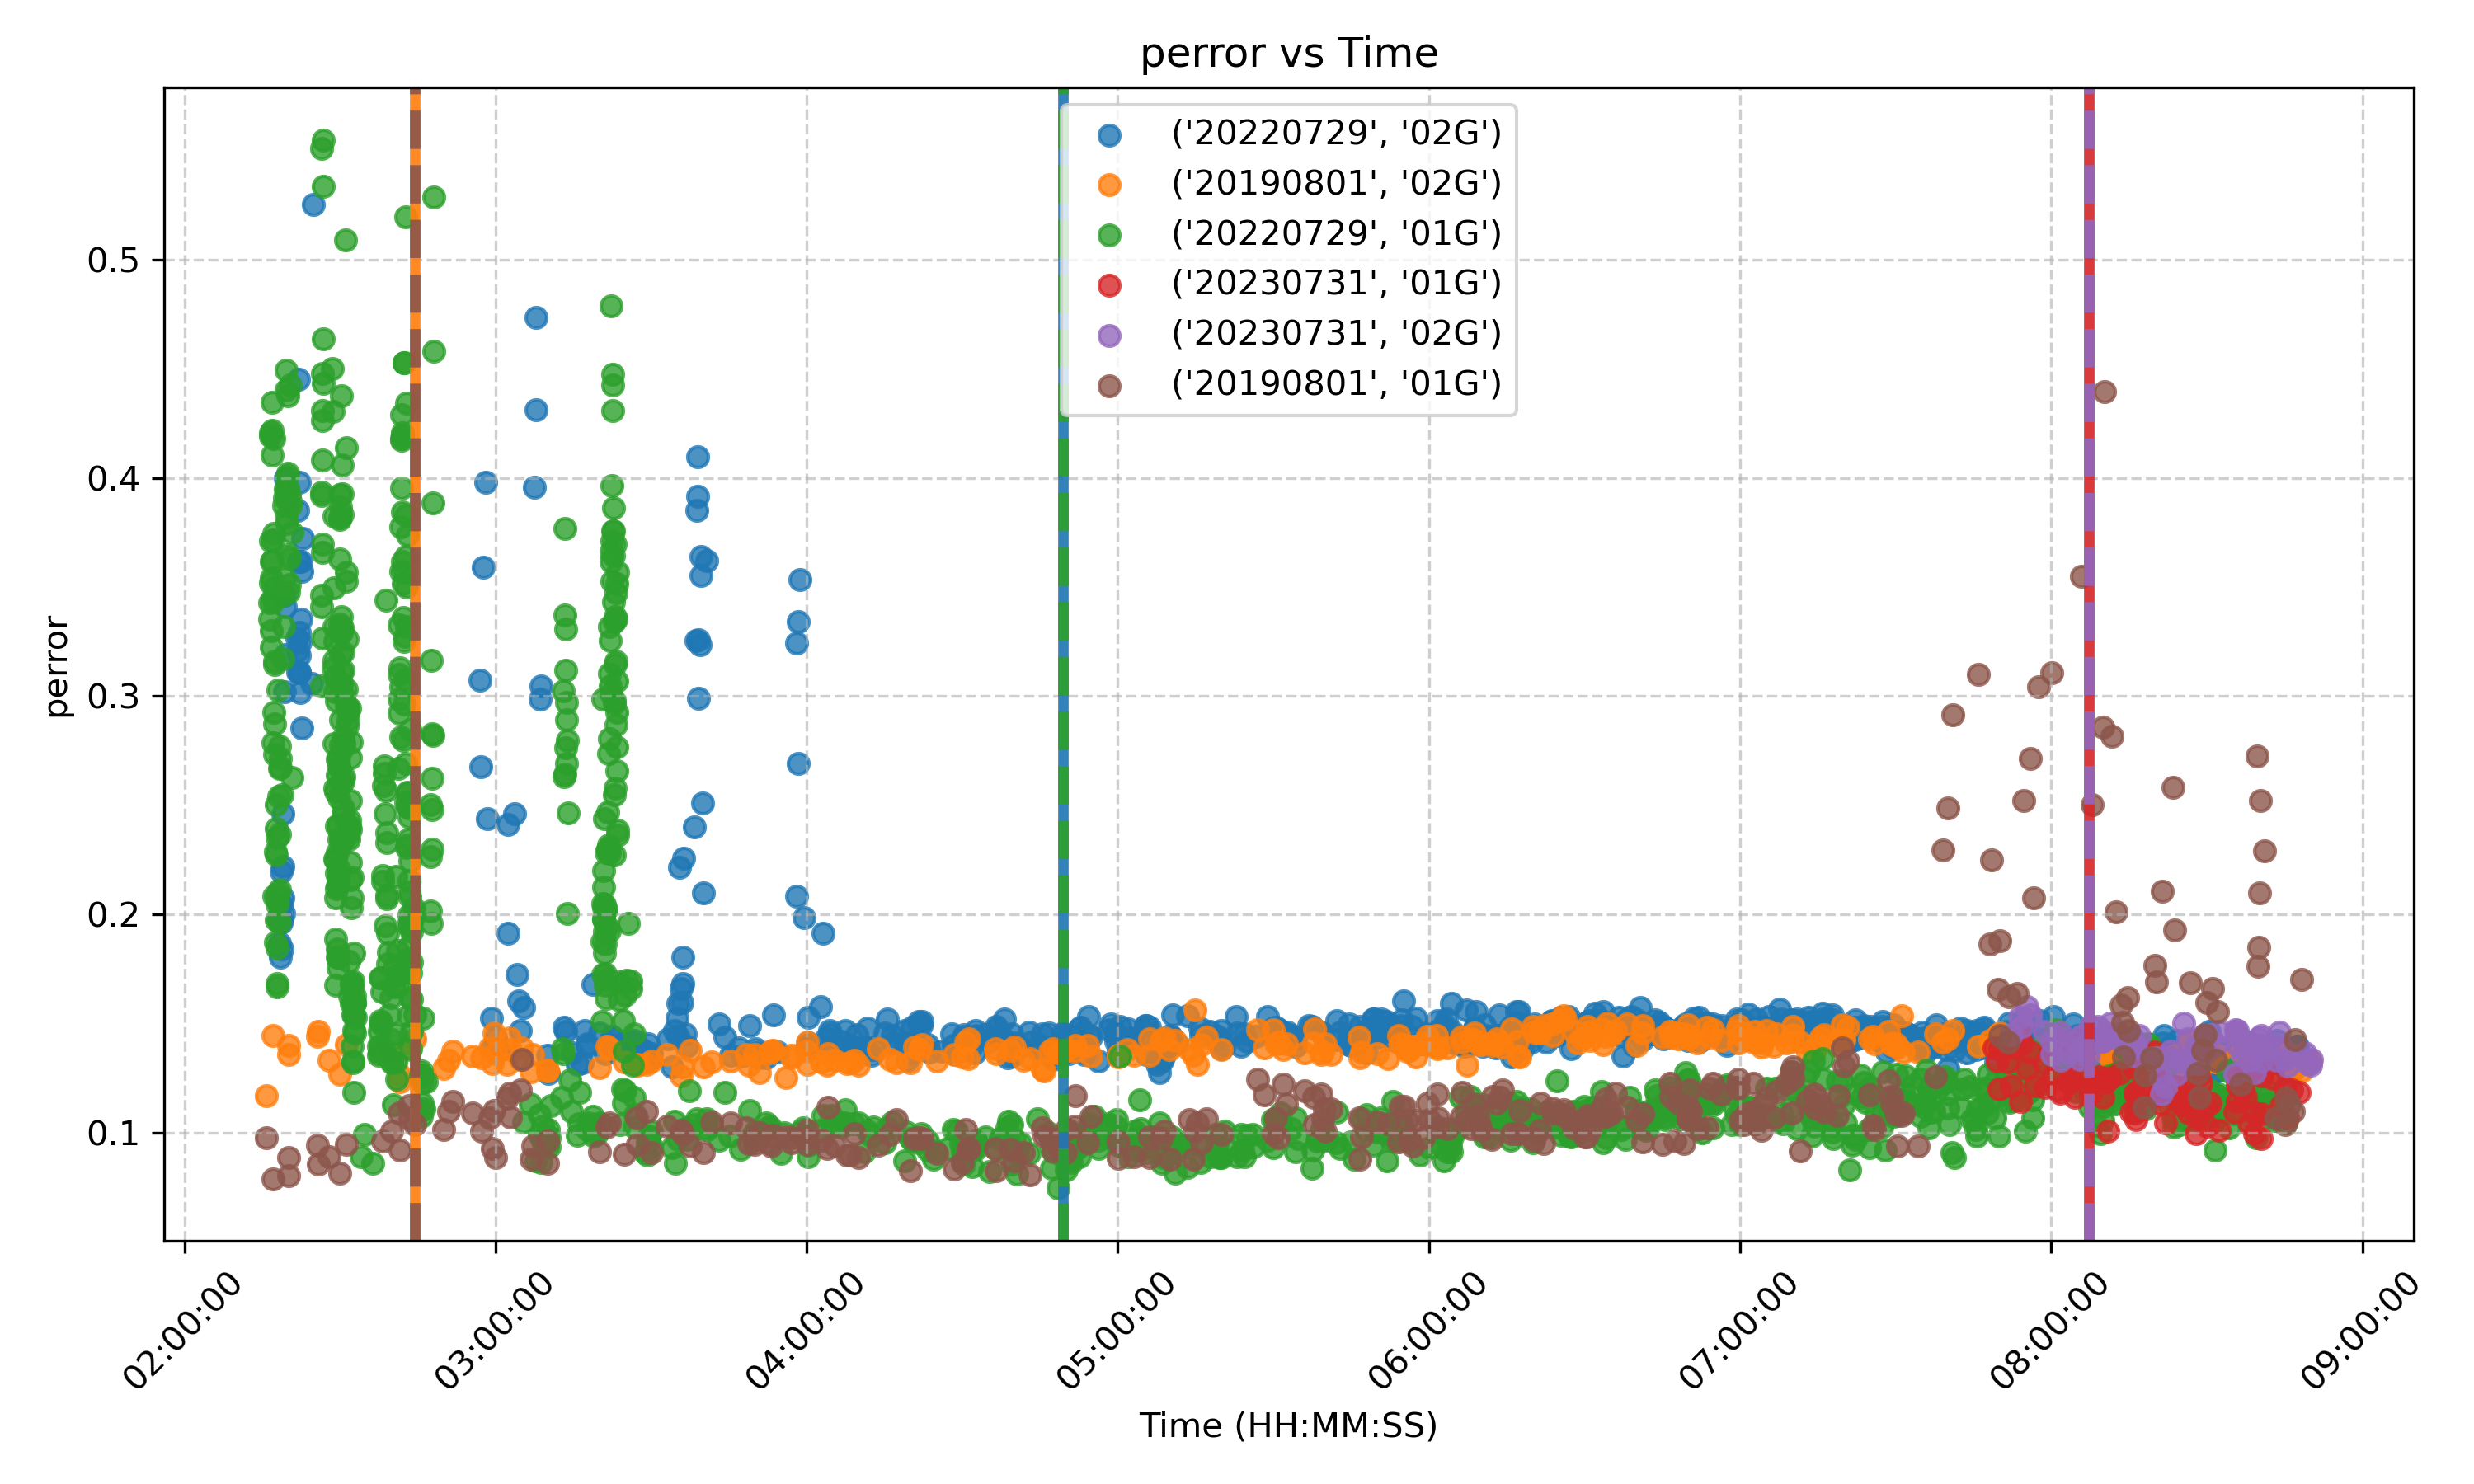 perror vs Time
('20220729', '02G')
('20190801', '02G')
('20220729', '01G')
('20230731', '01G')
('20230731', '02G')
('20190801', '01G')
perror
0.5
0.4
0.3
0.2
0.1
02:00:00
03:00:00
04:00:00
05:00:00
06:00:00
07:00:00
08:00:00
09:00:00
Time (HH:MM:SS)